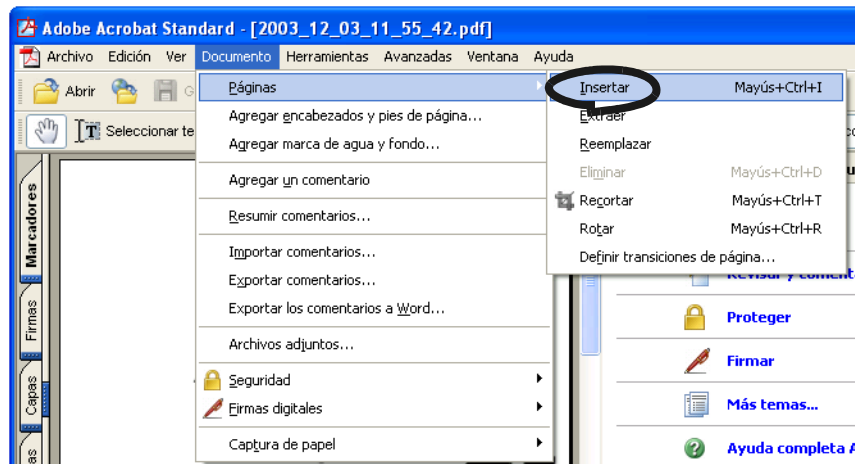 Adobe Acrobat Standard - [2003_12_03_11_55_42.pdf]
Archivo Edición Ver Documento Herramientas Avanzadas Ventana Ayuda
Abrir
Seleccionar te
Páginas
Agregar encabezados y pies de página...
Agregar marca de agua y fondo...
Agregar un comentario
Resumir comentarios...
Importar comentarios...
Exportar comentarios...
Exportar los comentarios a Word...
Archivos adjuntos...
Seguridad
Firmas digitales
Captura de papel
Insertar Mayús+Ctrl+I
Extraer
Reemplazar
Eliminar Mayús+Ctrl+D
Recortar Mayús+Ctrl+T
Rotar Mayús+Ctrl+R
Definir transiciones de página...
Marcadores
Firmas
Capas
Revisar y coment
Proteger
Firmar
Más temas...
Ayuda completa A